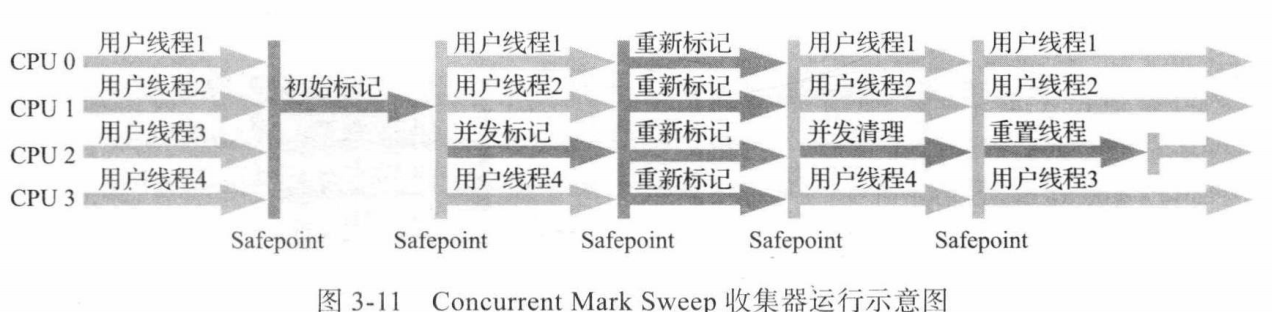 用户线程1 用户线程1 重新标记 用户线程1 用户线程1
CPU 0
用户线程2 初始标记 用户线程2 重新标记 用户线程2 用户线程2
CPU 1
用户线程3 并发标记 重新标记 并发清理 重置线程
CPU 2
用户线程4 用户线程4 重新标记 用户线程4 用户线程3
CPU 3
Safepoint Safepoint Safepoint Safepoint Safepoint
图 3-11 Concurrent Mark Sweep 收集器运行示意图